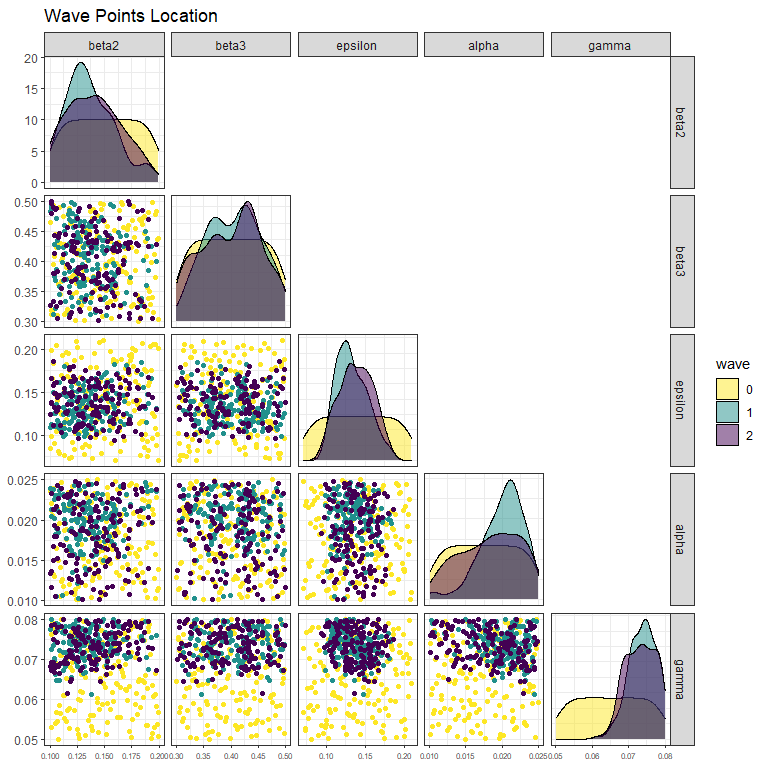 Wave Points Location
beta2 beta3 epsilon alpha gamma
20
15
10
5
0
beta2
0.50
0.45
0.40
0.35
0.30
beta3
wave
0
1
2
0.20
0.15
0.10
epsilon
0.025
0.020
0.015
0.010
alpha
0.08
0.07
0.06
0.05
gamma
0.100 0.125 0.150 0.175 0.200 0.30 0.35 0.40 0.45 0.50 0.10 0.15 0.20 0.010 0.015 0.020 0.025 0.05 0.06 0.07 0.08